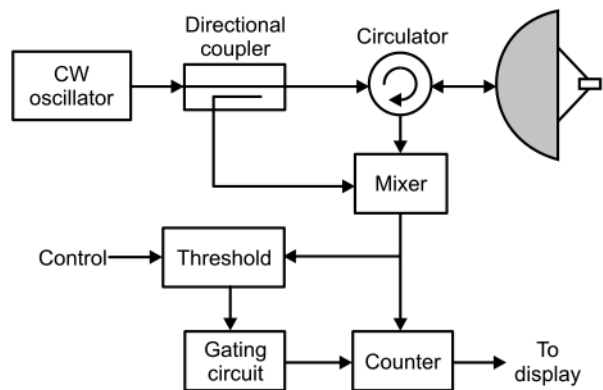 Directional
coupler
Circulator
CW
oscillator
Mixer
Control
Threshold
Gating
circuit
Counter
To
display